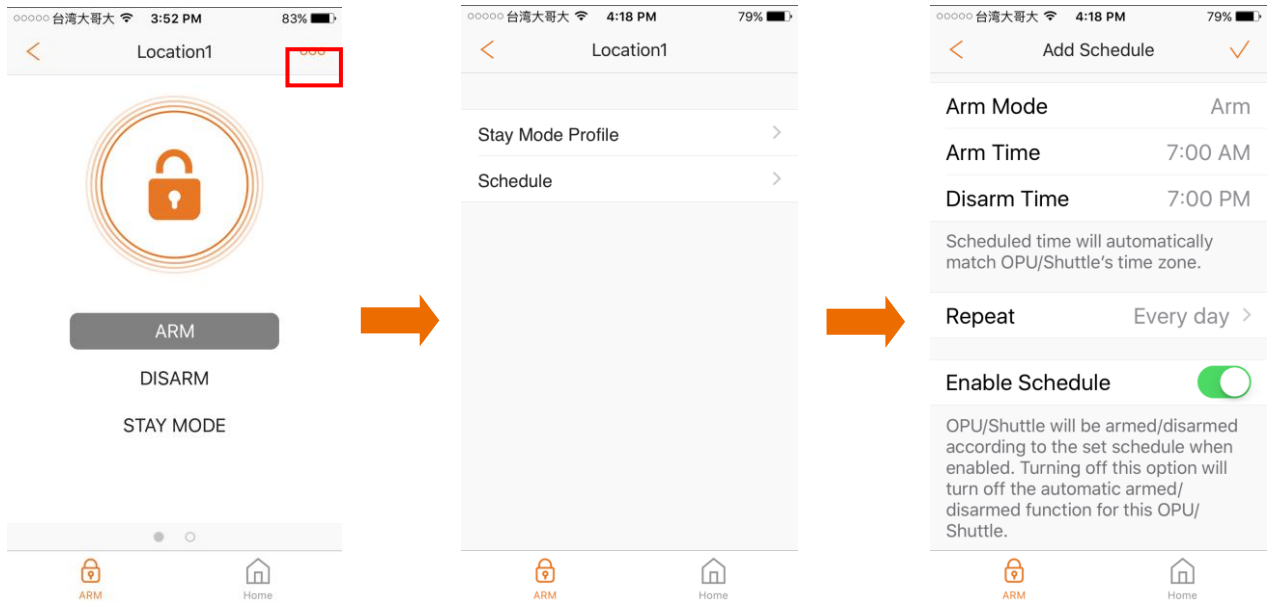 ooooo 台湾大哥大 3:52 PM 83%
Location1
ARM
DISARM
STAY MODE
ARM
Home
ooooo 台湾大哥大 4:18 PM 79%
Location1
Stay Mode Profile
Schedule
ARM
Home
ooooo 台湾大哥大 4:18 PM 79%
Add Schedule
Arm Mode Arm
Arm Time 7:00 AM
Disarm Time 7:00 PM
Scheduled time will automatically
match OPU/Shuttle's time zone.
Repeat Every day
Enable Schedule
OPU/Shuttle will be armed/disarmed
according to the set schedule when
enabled. Turning off this option will
turn off the automatic armed/
disarmed function for this OPU/
Shuttle.
ARM
Home